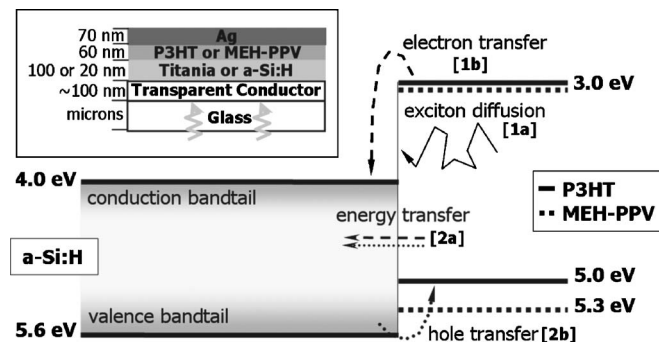 70 nm
Ag
60 nm
P3HT or MEH-PPV
100 or 20 nm
Titania or a-Si:H
~100 nm
Transparent Conductor
microns
Glass
electron transfer
[1b]
3.0 eV
exciton diffusion
[1a]
4.0 eV
conduction bandtail
energy transfer
[2a]
P3HT
MEH-PPV
a-Si:H
5.0 eV
5.3 eV
valence bandtail
5.6 eV
hole transfer [2b]